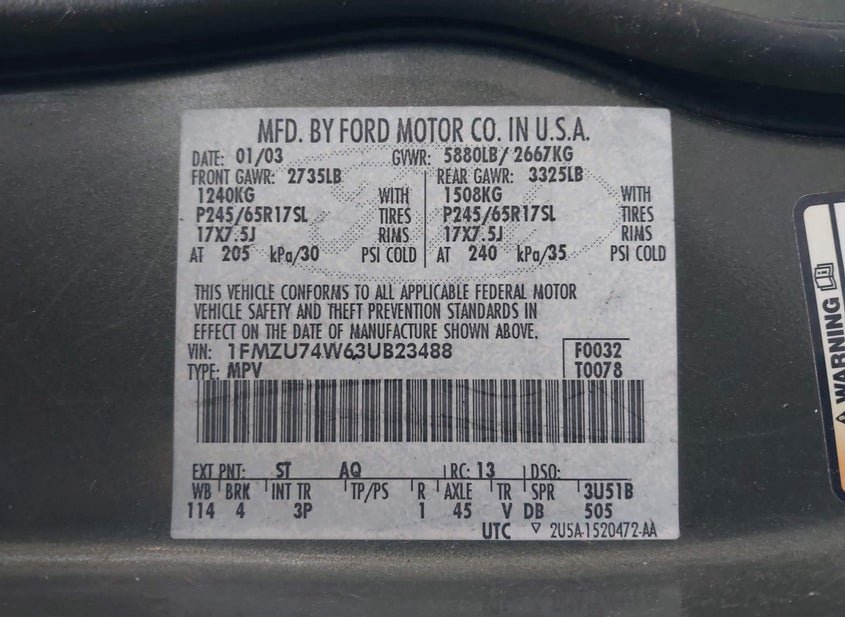 MFD. BY FORD MOTOR CO. IN U.S.A.
DATE: 01/03 GVWR: 5880LB/ 2667KG
FRONT GAWR: 2735LB REAR GAWR: 3325LB
1240KG WITH 1508KG WITH
P245/65R17SL TIRES P245/65R17SL TIRES
17X7.5J RIMS 17X7.5J RIMS
AT 205 kPa/30 PSI COLD AT 240 kPa/35 PSI COLD
THIS VEHICLE CONFORMS TO ALL APPLICABLE FEDERAL MOTOR
VEHICLE SAFETY AND THEFT PREVENTION STANDARDS IN
EFFECT ON THE DATE OF MANUFACTURE SHOWN ABOVE.
VIN: 1FMZU74W63UB23488 F0032
TYPE: MPV T0078
EXT PNT: ST AQ RC: 13 DSO:
WB BRK INT TR TP/PS R AXLE TR SPR 3U51B
114 4 3P 1 45 V DB 505
UTC ▽ 2U5A-1520472-AA
⚠ WARNING